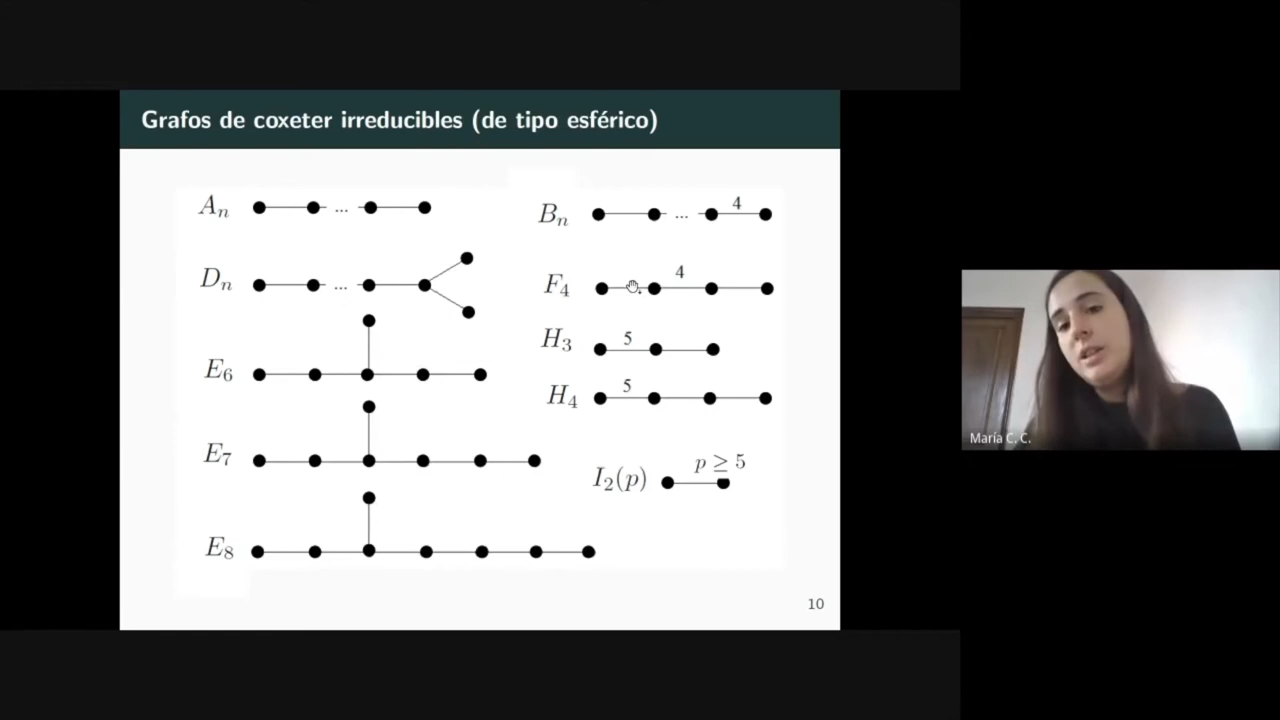 Grafos de coxeter irreducibles (de tipo esférico)
Aₙ ...
Dₙ ...
E₆
E₇
E₈
Bₙ ... 4
F₄ 4
H₃ 5
H₄ 5
I₂(p) p ≥ 5
10
María C. C.